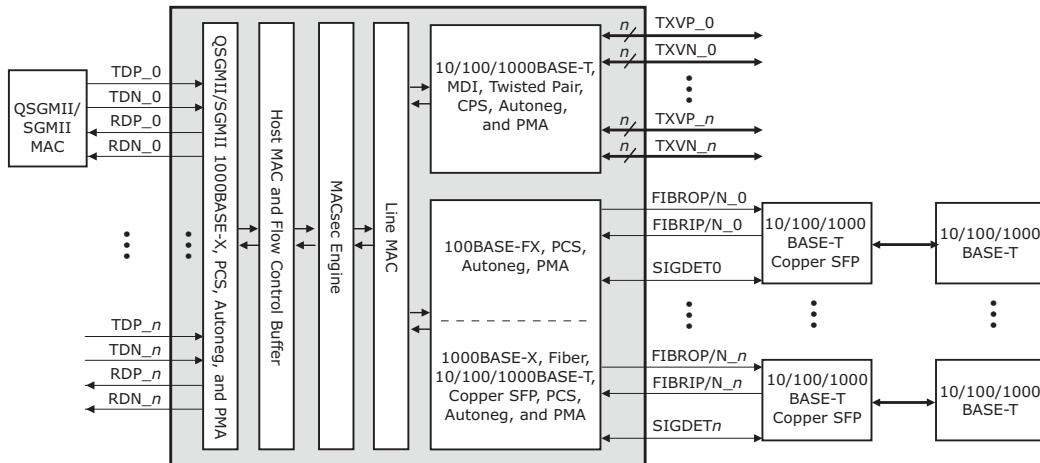 QSGMII/
SGMII
MAC
TDP_0
TDN_0
RDP_0
RDN_0
TDP_n
TDN_n
RDP_n
RDN_n
QSGMII/SGMII 1000BASE-X, PCS, Autoneg, and PMA
Host MAC and Flow Control Buffer
MACsec Engine
Line MAC
10/100/1000BASE-T,
MDI, Twisted Pair,
CPS, Autoneg,
and PMA
n
TXVP_0
n
TXVN_0
n
TXVP_n
n
TXVN_n
100BASE-FX, PCS,
Autoneg, PMA
1000BASE-X, Fiber,
10/100/1000BASE-T,
Copper SFP, PCS,
Autoneg, and PMA
FIBROP/N_0
FIBRIP/N_0
SIGDET0
10/100/1000
BASE-T
Copper SFP
10/100/1000
BASE-T
FIBROP/N_n
FIBRIP/N_n
SIGDETn
10/100/1000
BASE-T
Copper SFP
10/100/1000
BASE-T